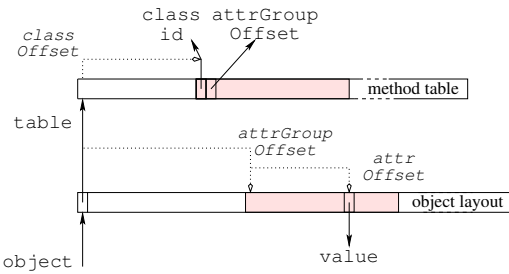 class attrGroup
id Offset
class
Offset
method table
table
attrGroup
Offset
attr
Offset
object layout
object
value